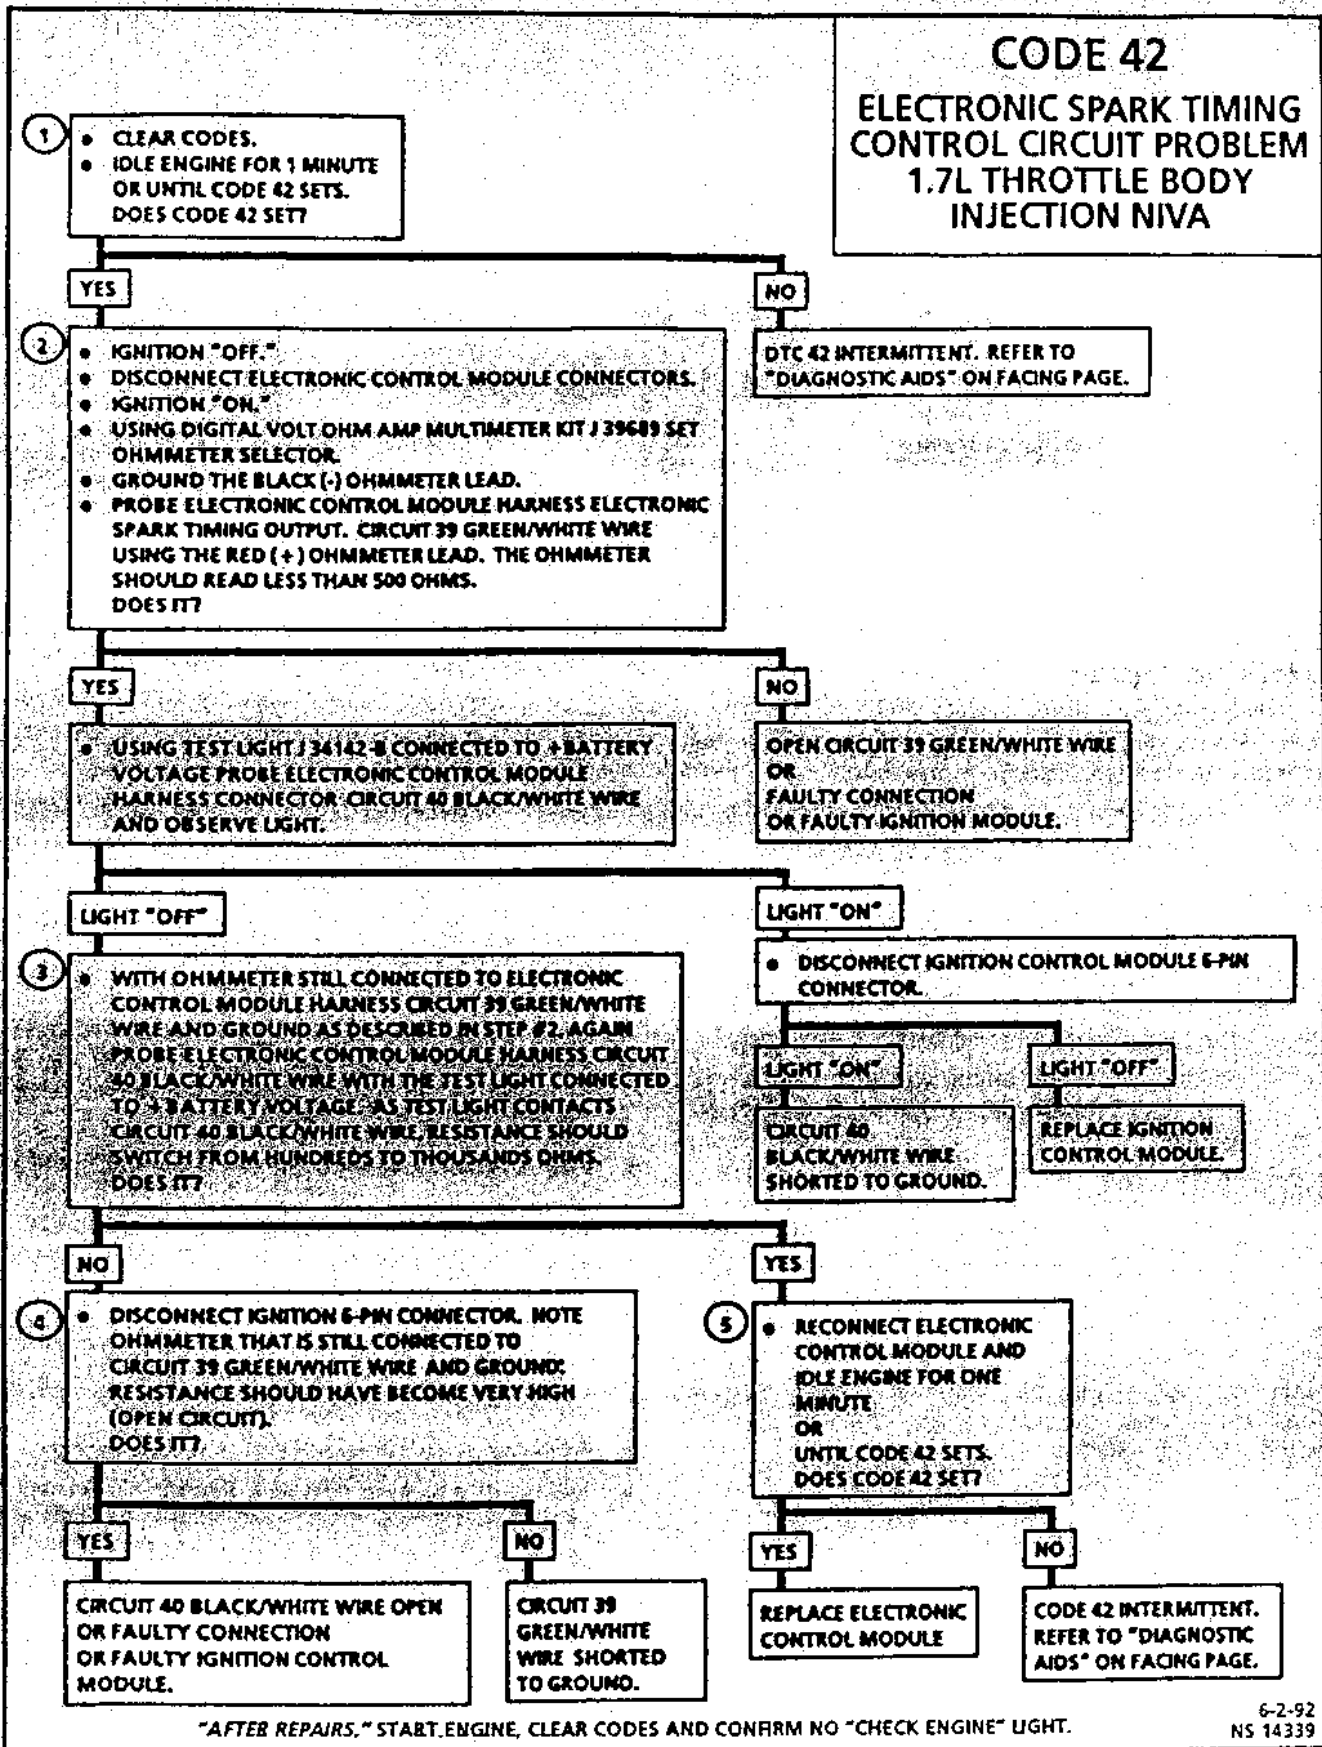 CODE 42
ELECTRONIC SPARK TIMING
CONTROL CIRCUIT PROBLEM
1.7L THROTTLE BODY
INJECTION NIVA
1
• CLEAR CODES.
• IDLE ENGINE FOR 1 MINUTE
OR UNTIL CODE 42 SETS.
DOES CODE 42 SET?
YES
NO
2
• IGNITION "OFF."
• DISCONNECT ELECTRONIC CONTROL MODULE CONNECTORS.
• IGNITION "ON."
• USING DIGITAL VOLT OHM AMP MULTIMETER KIT J 39689 SET
OHMMETER SELECTOR.
• GROUND THE BLACK (-) OHMMETER LEAD.
• PROBE ELECTRONIC CONTROL MODULE HARNESS ELECTRONIC
SPARK TIMING OUTPUT. CIRCUIT 39 GREEN/WHITE WIRE
USING THE RED (+) OHMMETER LEAD. THE OHMMETER
SHOULD READ LESS THAN 500 OHMS.
DOES IT?
DTC 42 INTERMITTENT. REFER TO
"DIAGNOSTIC AIDS" ON FACING PAGE.
YES
NO
• USING TEST LIGHT J 34142-B CONNECTED TO + BATTERY
VOLTAGE PROBE ELECTRONIC CONTROL MODULE
HARNESS CONNECTOR CIRCUIT 40 BLACK/WHITE WIRE
AND OBSERVE LIGHT.
OPEN CIRCUIT 39 GREEN/WHITE WIRE
OR
FAULTY CONNECTION
OR FAULTY IGNITION MODULE.
LIGHT "OFF"
LIGHT "ON"
3
• WITH OHMMETER STILL CONNECTED TO ELECTRONIC
CONTROL MODULE HARNESS CIRCUIT 39 GREEN/WHITE
WIRE AND GROUND AS DESCRIBED IN STEP #2, AGAIN
PROBE ELECTRONIC CONTROL MODULE HARNESS CIRCUIT
40 BLACK/WHITE WIRE WITH THE TEST LIGHT CONNECTED
TO + BATTERY VOLTAGE. AS TEST LIGHT CONTACTS
CIRCUIT 40 BLACK/WHITE WIRE, RESISTANCE SHOULD
SWITCH FROM HUNDREDS TO THOUSANDS OHMS.
DOES IT?
• DISCONNECT IGNITION CONTROL MODULE 6-PIN
CONNECTOR.
LIGHT "ON"
LIGHT "OFF"
CIRCUIT 40
BLACK/WHITE WIRE
SHORTED TO GROUND.
REPLACE IGNITION
CONTROL MODULE.
NO
YES
4
• DISCONNECT IGNITION 6-PIN CONNECTOR. NOTE
OHMMETER THAT IS STILL CONNECTED TO
CIRCUIT 39 GREEN/WHITE WIRE AND GROUND;
RESISTANCE SHOULD HAVE BECOME VERY HIGH
(OPEN CIRCUIT).
DOES IT?
5
• RECONNECT ELECTRONIC
CONTROL MODULE AND
IDLE ENGINE FOR ONE
MINUTE
OR
UNTIL CODE 42 SETS.
DOES CODE 42 SET?
YES
NO
YES
NO
CIRCUIT 40 BLACK/WHITE WIRE OPEN
OR FAULTY CONNECTION
OR FAULTY IGNITION CONTROL
MODULE.
CIRCUIT 39
GREEN/WHITE
WIRE SHORTED
TO GROUND.
REPLACE ELECTRONIC
CONTROL MODULE
CODE 42 INTERMITTENT.
REFER TO "DIAGNOSTIC
AIDS" ON FACING PAGE.
"AFTER REPAIRS," START ENGINE, CLEAR CODES AND CONFIRM NO "CHECK ENGINE" LIGHT.
6-2-92
NS 14339